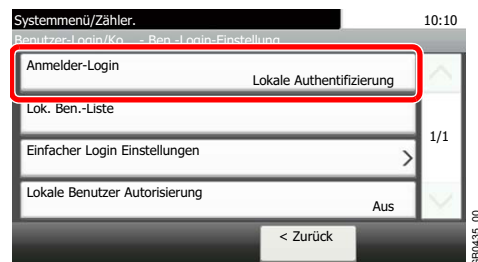 Systemmenü/Zähler.
10:10
Benutzer-Login/Ko... - Ben.-Login-Einstellung
Anmelder-Login
Lokale Authentifizierung
Lok. Ben.-Liste
1/1
Einfacher Login Einstellungen
Lokale Benutzer Autorisierung
Aus
< Zurück
GB0435_00